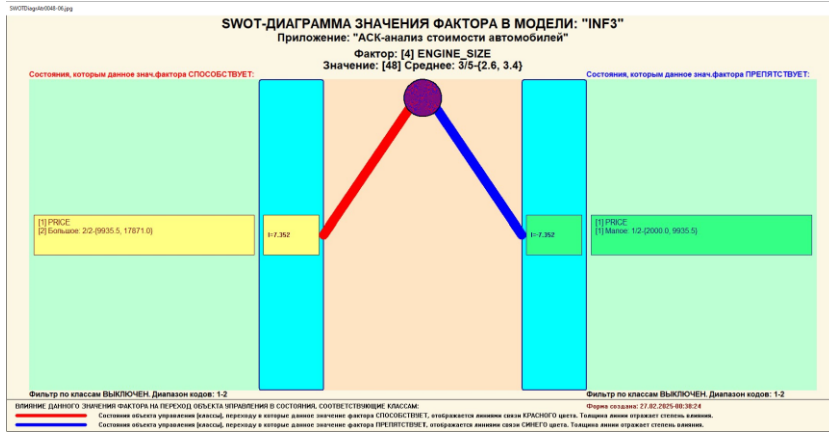 SWOTDiagrAtr0048-06.jpg
SWOT-ДИАГРАММА ЗНАЧЕНИЯ ФАКТОРА В МОДЕЛИ: "INF3"
Приложение: "АСК-анализ стоимости автомобилей"
Фактор: [4] ENGINE_SIZE
Значение: [48] Среднее: 3/5-{2.6, 3.4}
Состояния, которым данное знач.фактора СПОСОБСТВУЕТ:
Состояния, которым данное знач.фактора ПРЕПЯТСТВУЕТ:
[1] PRICE
[2] Большое: 2/2-{9935.5, 17871.0}
I=7.352
I=-7.352
[1] PRICE
[1] Малое: 1/2-{2000.0, 9935.5}
Фильтр по классам ВЫКЛЮЧЕН. Диапазон кодов: 1-2
Фильтр по классам ВЫКЛЮЧЕН. Диапазон кодов: 1-2
ВЛИЯНИЕ ДАННОГО ЗНАЧЕНИЯ ФАКТОРА НА ПЕРЕХОД ОБЪЕКТА УПРАВЛЕНИЯ В СОСТОЯНИЯ, СООТВЕТСТВУЮЩИЕ КЛАССАМ:
Форма создана: 27.02.2025-00:38:24
Состояния объекта управления (классы), переходу в которые данное значение фактора СПОСОБСТВУЕТ, отображается линиями связи КРАСНОГО цвета. Толщина линии отражает степень влияния.
Состояния объекта управления (классы), переходу в которые данное значение фактора ПРЕПЯТСТВУЕТ, отображается линиями связи СИНЕГО цвета. Толщина линии отражает степень влияния.